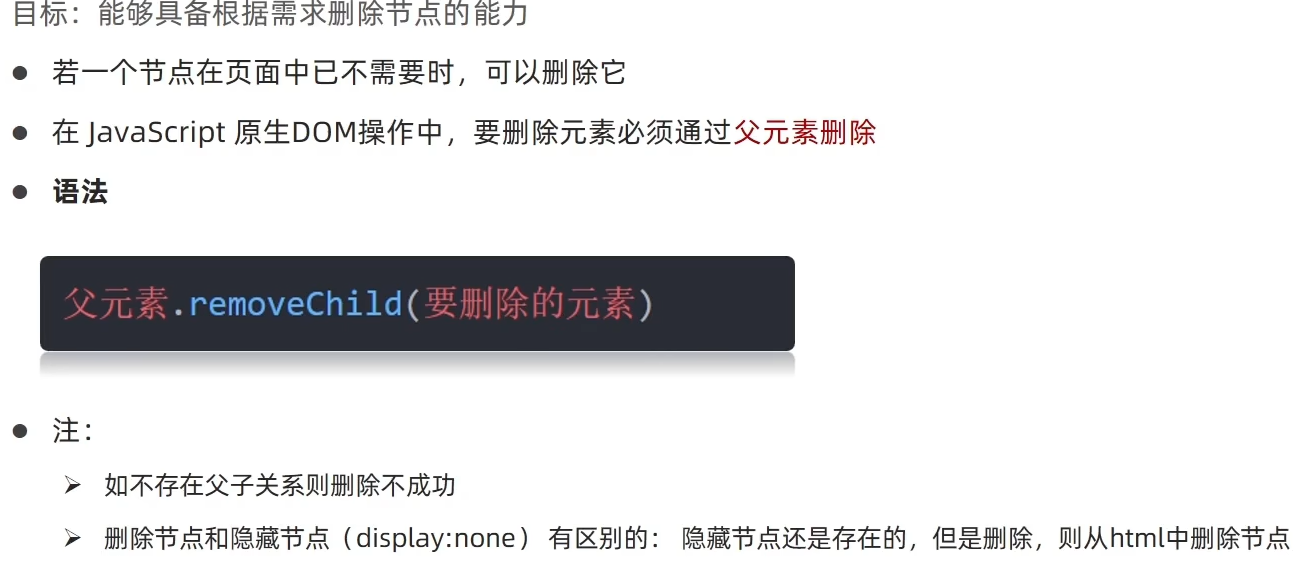 目标：能够具备根据需求删除节点的能力
● 若一个节点在页面中已不需要时，可以删除它
● 在 JavaScript 原生DOM操作中，要删除元素必须通过父元素删除
● 语法
父元素.removeChild(要删除的元素)
● 注：
➢ 如不存在父子关系则删除不成功
➢ 删除节点和隐藏节点（display:none） 有区别的： 隐藏节点还是存在的，但是删除，则从html中删除节点